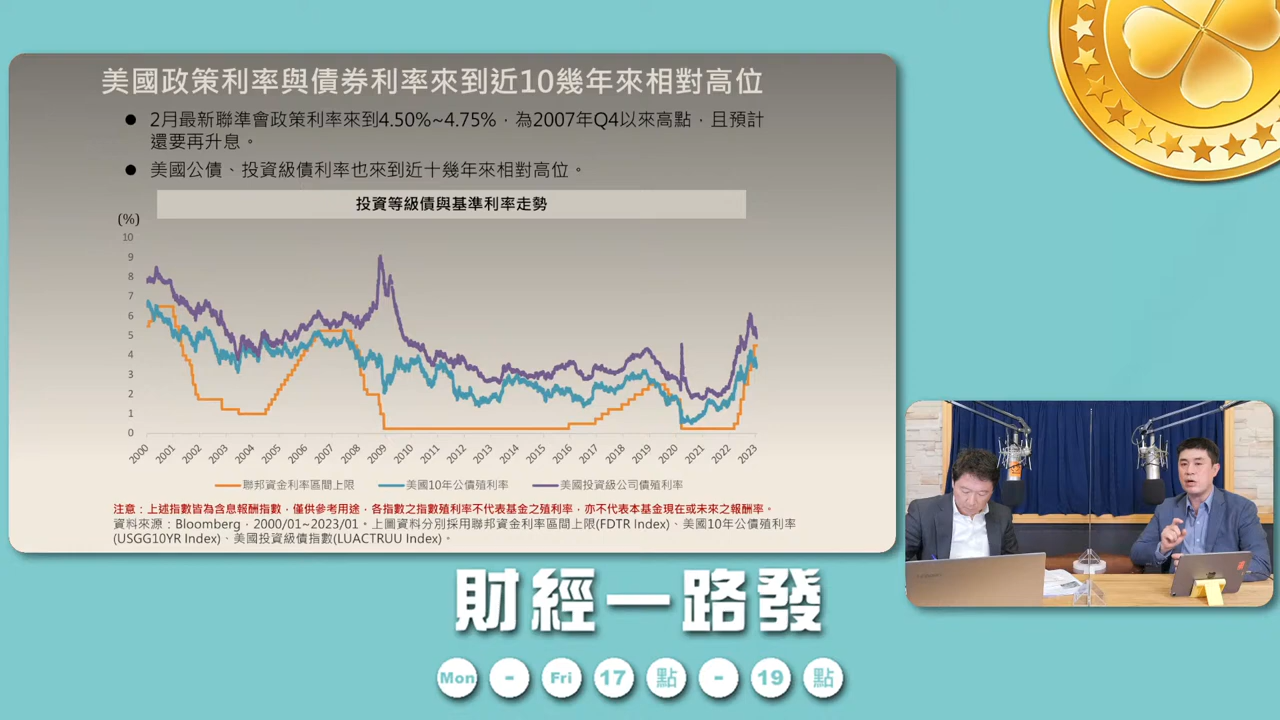 美國政策利率與債券利率來到近10幾年來相對高位
● 2月最新聯準會政策利率來到4.50%~4.75%，為2007年Q4以來高點，且預計
還要再升息。
● 美國公債、投資級債利率也來到近十幾年來相對高位。
投資等級債與基準利率走勢
(%)
10
9
8
7
6
5
4
3
2
1
0
2000 2001 2002 2003 2004 2005 2006 2007 2008 2009 2010 2011 2012 2013 2014 2015 2016 2017 2018 2019 2020 2021 2022 2023
聯邦資金利率區間上限 美國10年公債殖利率 美國投資級公司債殖利率
注意：上述指數皆為含息報酬指數，僅供參考用途，各指數之指數殖利率不代表基金之殖利率，亦不代表本基金現在或未來之報酬率。
資料來源：Bloomberg，2000/01~2023/01。上圖資料分別採用聯邦資金利率區間上限(FDTR Index)、美國10年公債殖利率
(USGG10YR Index)、美國投資級債指數(LUACTRUU Index)。
財經一路發
Mon - Fri 17 點 - 19 點